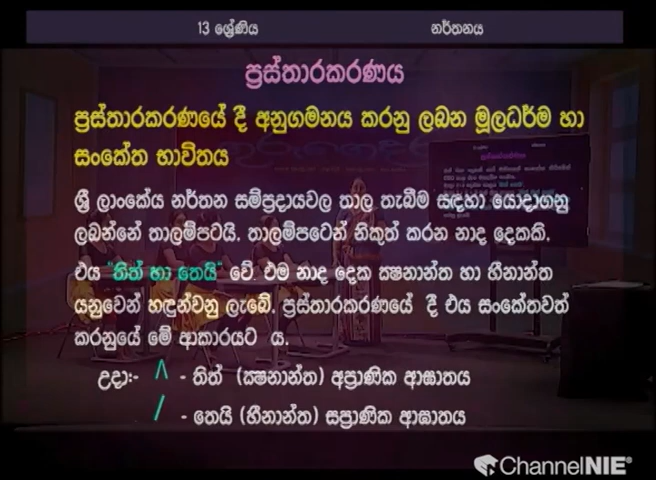 13 ශ්‍රේණිය නර්තනය
ප්‍රස්තාරකරණය
ප්‍රස්තාරකරණයේ දී අනුගමනය කරනු ලබන මූලධර්ම හා
සංකේත භාවිතය
ශ්‍රී ලාංකේය නර්තන සම්ප්‍රදායවල තාල තැබීම සඳහා යොදාගනු
ලබන්නේ තාලම්පටයි. තාලම්පටෙන් නිකුත් කරන නාද දෙකකි.
එය "තිත් හා තෙයි" වේ. එම නාද දෙක ක්‍ෂනාන්ත හා හීනාන්ත
යනුවෙන් හඳුන්වනු ලැබේ. ප්‍රස්තාරකරණයේ දී එය සංකේතවත්
කරනුයේ මේ ආකාරයට ය.
උදා:- ᐱ - තිත් (ක්‍ෂනාන්ත) අප්‍රාණික ආඝාතය
/ - තෙයි (හීනාන්ත) සප්‍රාණික ආඝාතය
ChannelNIE®